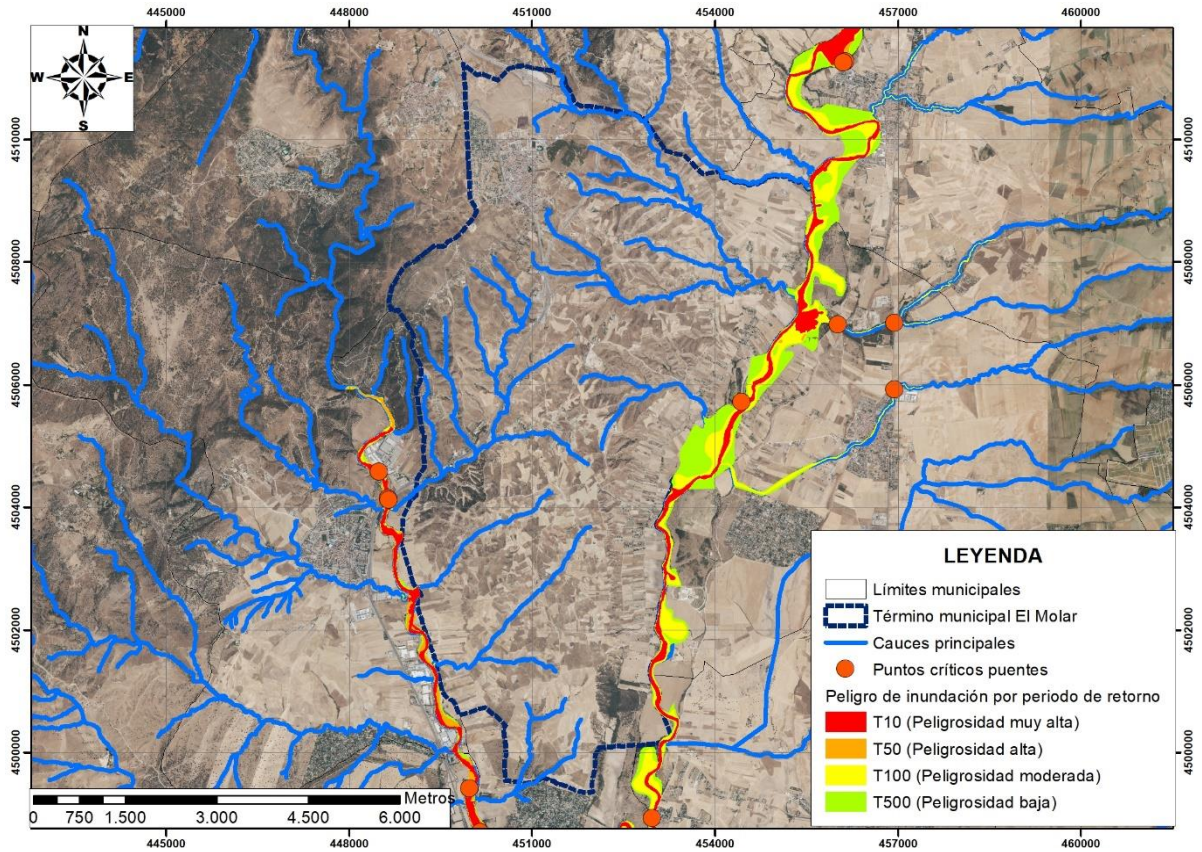 445000 448000 451000 454000 457000 460000
N
W E
S
4510000 4510000
4508000 4508000
4506000 4506000
4504000 4504000
4502000 4502000
4500000 4500000
LEYENDA
Límites municipales
Término municipal El Molar
Cauces principales
Puntos críticos puentes
Peligro de inundación por periodo de retorno
T10 (Peligrosidad muy alta)
T50 (Peligrosidad alta)
T100 (Peligrosidad moderada)
T500 (Peligrosidad baja)
Metros
0 750 1.500 3.000 4.500 6.000
445000 448000 451000 454000 457000 460000